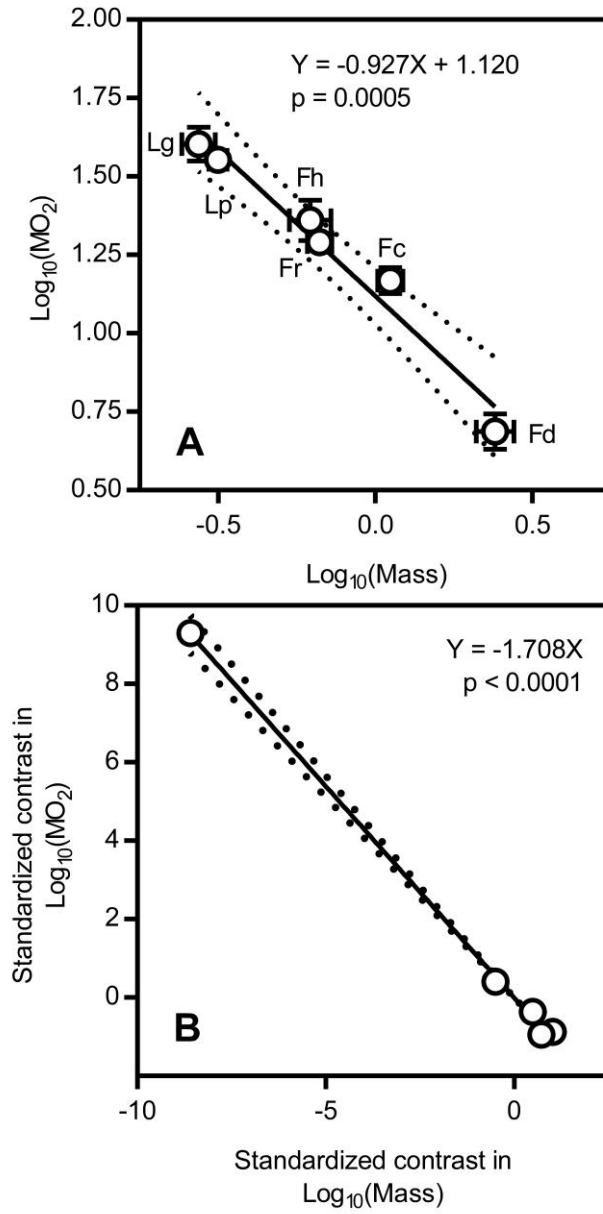 2.00
1.75
1.50
1.25
1.00
0.75
0.50
Log₁₀(MO₂)
Y = -0.927X + 1.120
p = 0.0005
Lg
Lp
Fh
Fr
Fc
Fd
A
-0.5
0.0
0.5
Log₁₀(Mass)
10
8
6
4
2
0
Standardized contrast in
Log₁₀(MO₂)
Y = -1.708X
p < 0.0001
B
-10
-5
0
Standardized contrast in
Log₁₀(Mass)